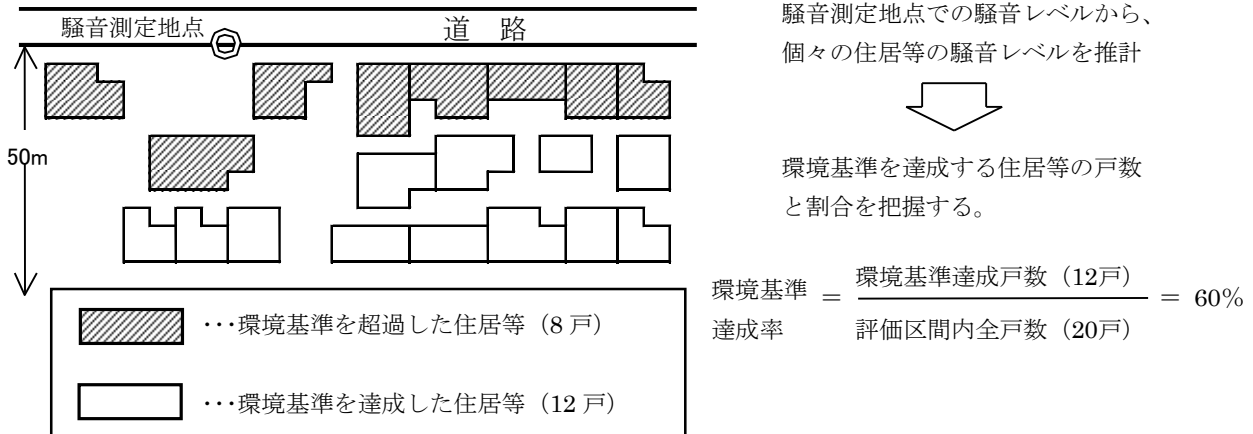 騒音測定地点
道 路
50m
・・・環境基準を超過した住居等（8 戸）
・・・環境基準を達成した住居等（12 戸）
騒音測定地点での騒音レベルから、
個々の住居等の騒音レベルを推計
環境基準を達成する住居等の戸数
と割合を把握する。
環境基準
達成率
＝
環境基準達成戸数（12戸）
評価区間内全戸数（20戸）
＝ 60%